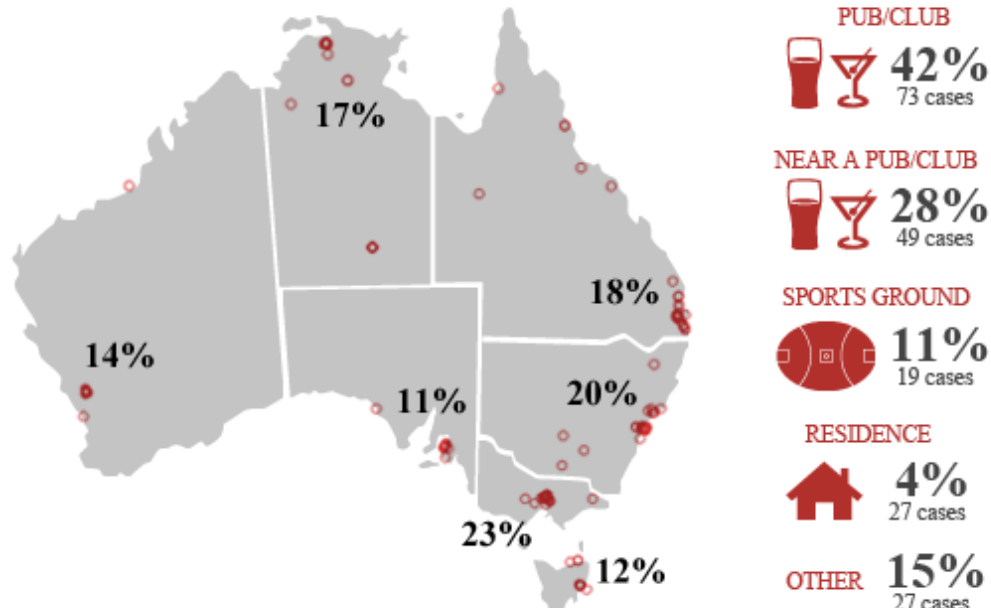 17%
18%
14%
11%
20%
23%
12%
PUB/CLUB
42%
73 cases
NEAR A PUB/CLUB
28%
49 cases
SPORTS GROUND
11%
19 cases
RESIDENCE
4%
27 cases
OTHER
15%
27 cases